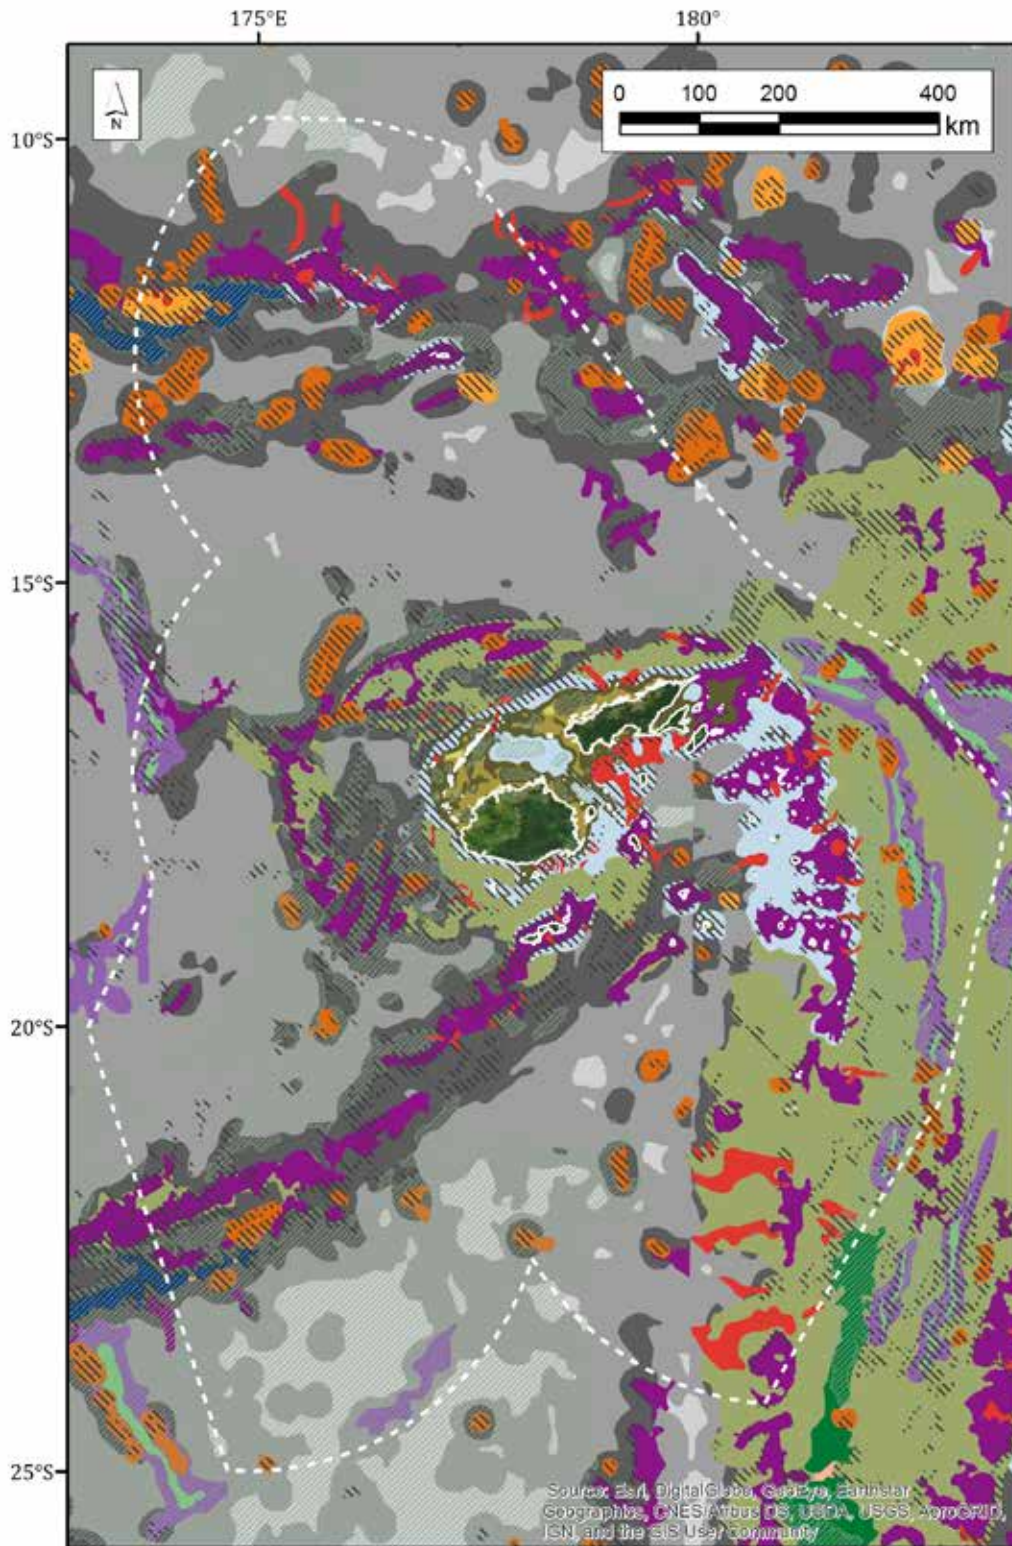 175°E 180°
N
0 100 200 400
km
10°S
15°S
20°S
25°S
Source: Esri, DigitalGlobe, GeoEye, Earthstar
Geographics, CNES/Airbus DS, USDA, USGS, AeroGRID,
IGN, and the GIS User Community